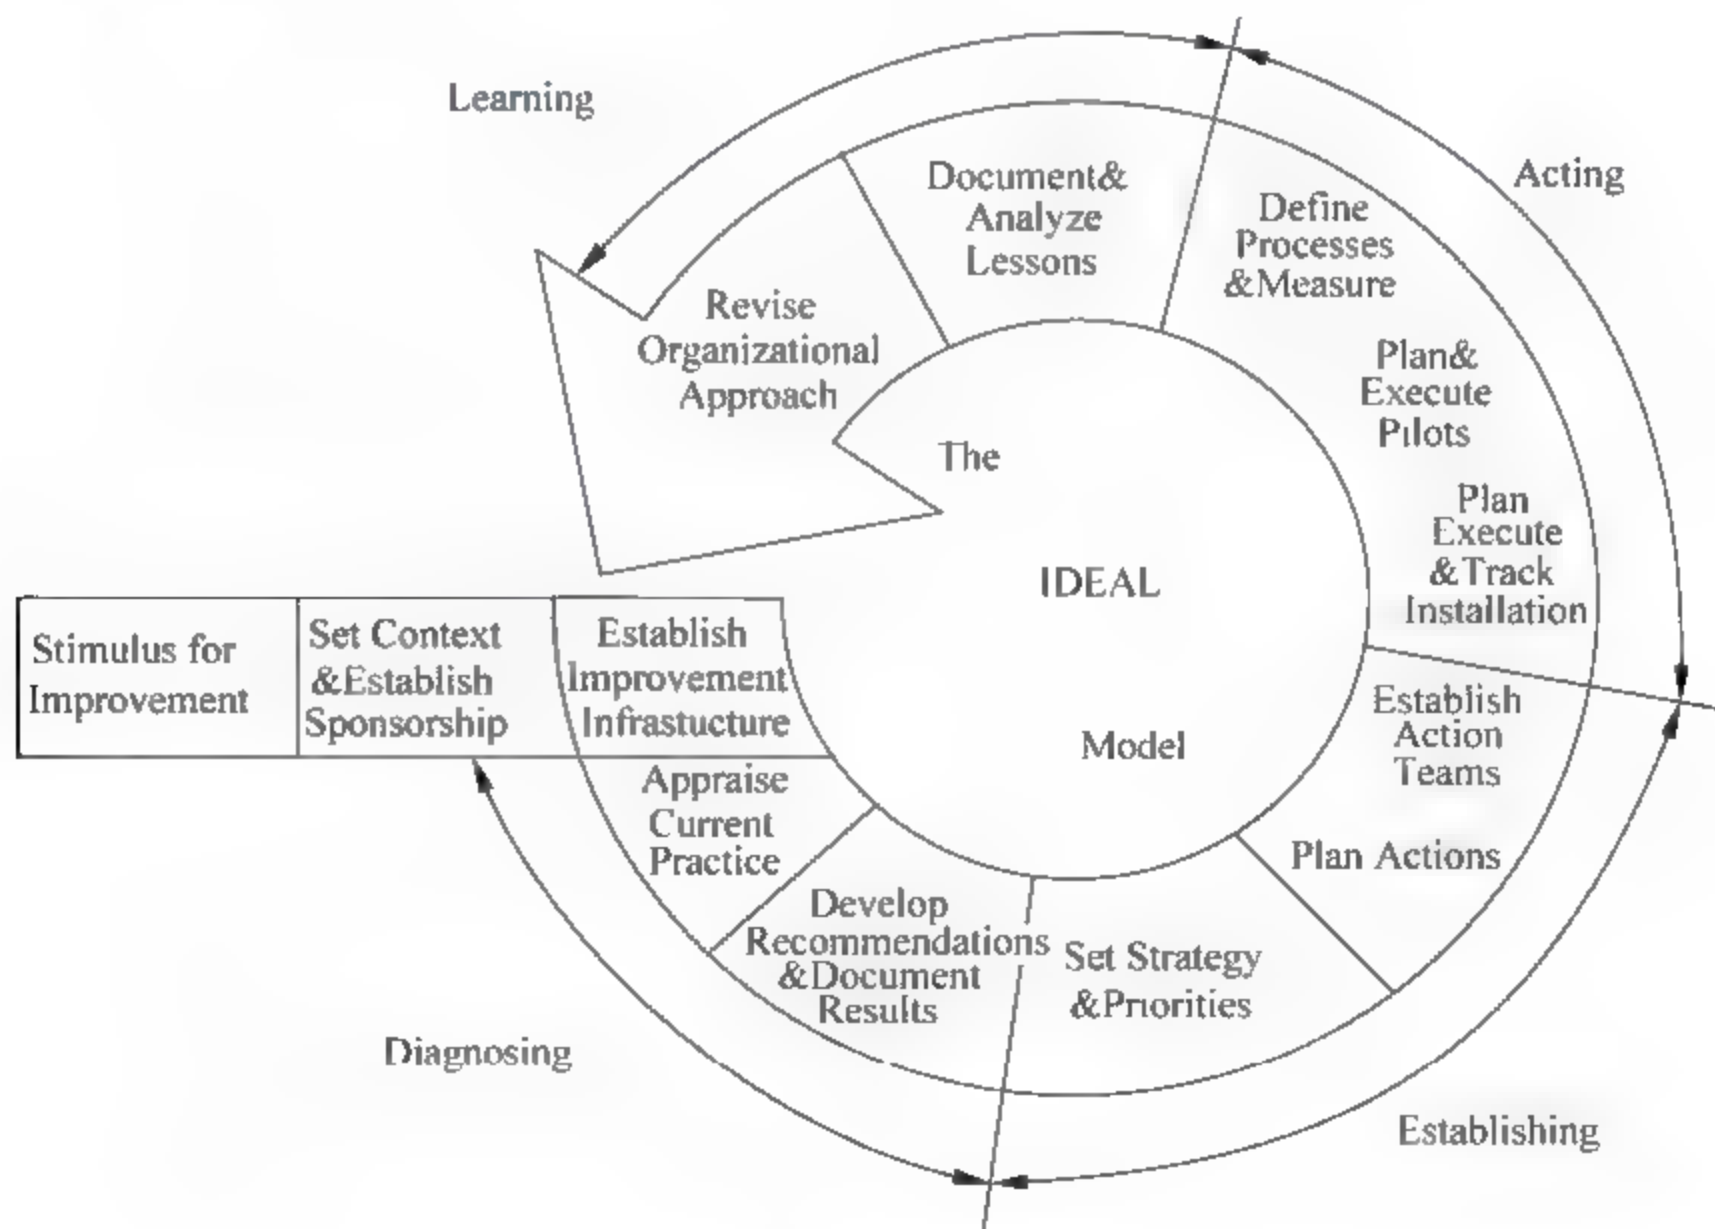 Learning
Acting
Document&
Analyze
Lessons
Define
Processes
&Measure
Revise
Organizational
Approach
Plan&
Execute
Pilots
The
IDEAL
Model
Plan
Execute
&Track
Installation
Stimulus for
Improvement
Set Context
&Establish
Sponsorship
Establish
Improvement
Infrastucture
Appraise
Current
Practice
Develop
Recommendations
&Document
Results
Set Strategy
&Priorities
Plan Actions
Establish
Action
Teams
Diagnosing
Establishing